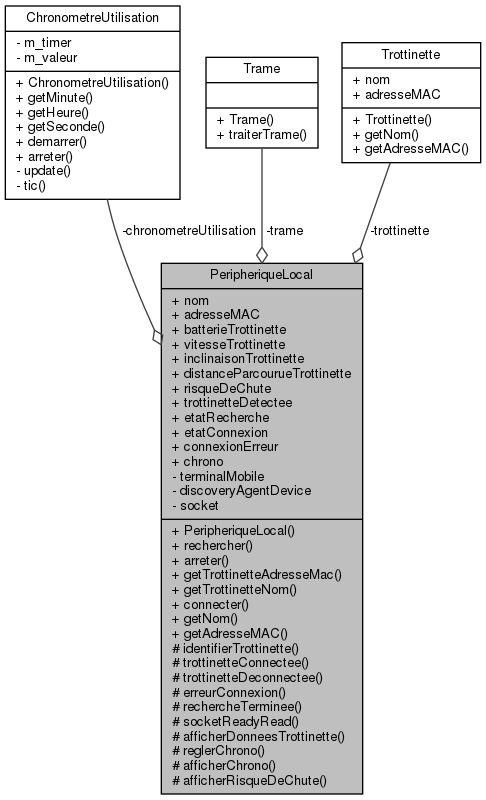 ChronometreUtilisation
- m_timer
- m_valeur
+ ChronometreUtilisation()
+ getMinute()
+ getHeure()
+ getSeconde()
+ demarrer()
+ arreter()
- update()
- tic()
Trame
+ Trame()
+ traiterTrame()
Trottinette
+ nom
+ adresseMAC
+ Trottinette()
+ getNom()
+ getAdresseMAC()
-chronometreUtilisation
-trame
-trottinette
PeripheriqueLocal
+ nom
+ adresseMAC
+ batterieTrottinette
+ vitesseTrottinette
+ inclinaisonTrottinette
+ distanceParcourueTrottinette
+ risqueDeChute
+ trottinetteDetectee
+ etatRecherche
+ etatConnexion
+ connexionErreur
+ chrono
- terminalMobile
- discoveryAgentDevice
- socket
+ PeripheriqueLocal()
+ rechercher()
+ arreter()
+ getTrottinetteAdresseMac()
+ getTrottinetteNom()
+ connecter()
+ getNom()
+ getAdresseMAC()
# identifierTrottinette()
# trottinetteConnectee()
# trottinetteDeconnectee()
# erreurConnexion()
# rechercheTerminee()
# socketReadyRead()
# afficherDonneesTrottinette()
# reglerChrono()
# afficherChrono()
# afficherRisqueDeChute()